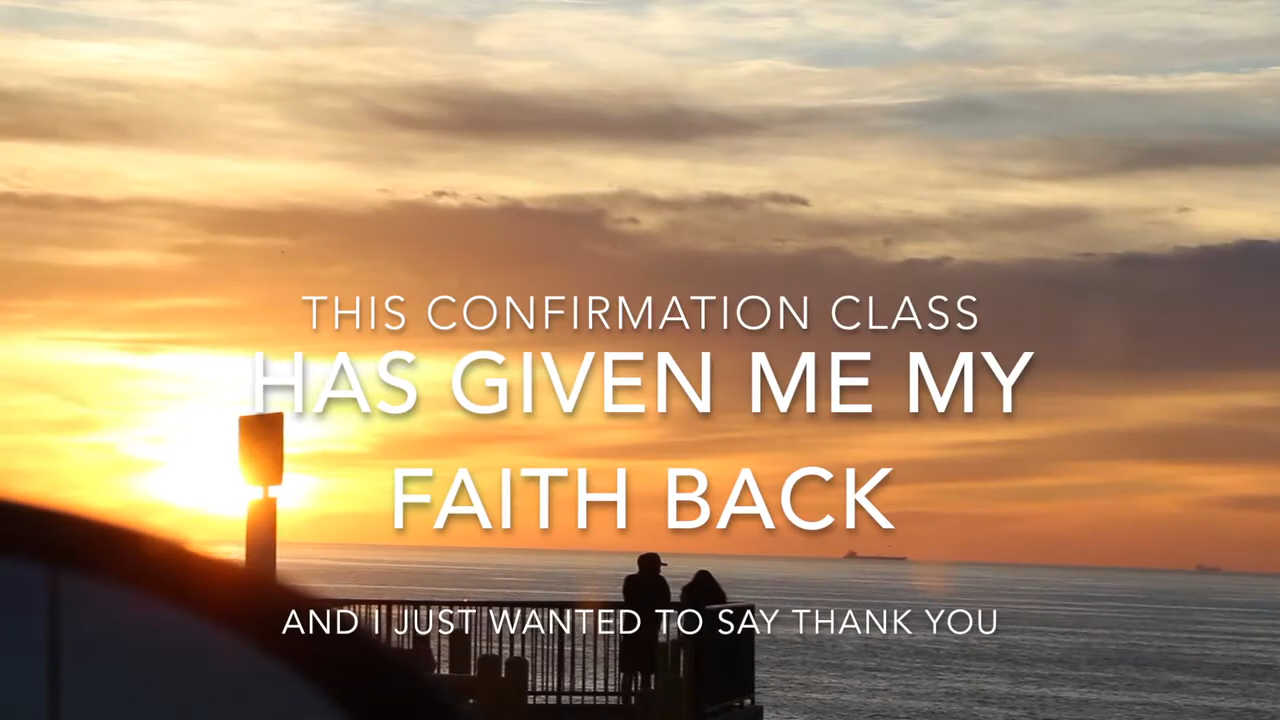 THIS CONFIRMATION CLASS
HAS GIVEN ME MY
FAITH BACK
AND I JUST WANTED TO SAY THANK YOU